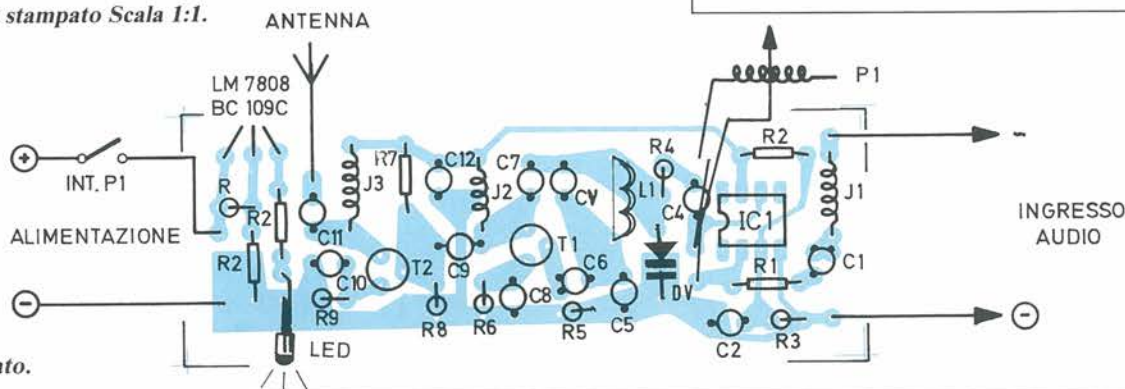 stampato Scala 1:1.
ANTENNA
LM 7808
BC 109C
P1
+
INT. P1
R
R2
R2
ALIMENTAZIONE
−
C11
J3
R7
C12
J2
C7
CV
L1
R4
C4
R2
IC1
J1
~
INGRESSO
AUDIO
C10
T2
C9
T1
C6
C8
C5
DV
R1
C1
R9
R8
R6
R5
C2
R3
−
LED
to.